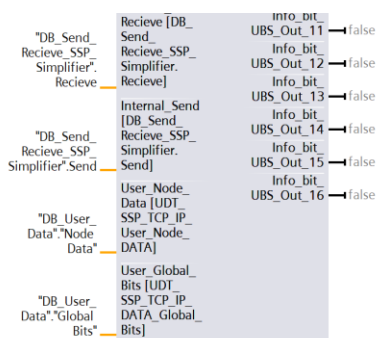 Recieve [DB_
Send_
Recieve_SSP_
Simplifier.
Recieve]
"DB_Send_
Recieve_SSP_
Simplifier".
Recieve
Internal_Send
[DB_Send_
Recieve_SSP_
Simplifier.
Send]
"DB_Send_
Recieve_SSP_
Simplifier".Send
User_Node_
Data [UDT_
SSP_TCP_IP_
User_Node_
DATA]
"DB_User_
Data"."Node
Data"
User_Global_
Bits [UDT_
SSP_TCP_IP_
DATA_Global_
Bits]
"DB_User_
Data"."Global
Bits"
Info_bit_
UBS_Out_11
false
Info_bit_
UBS_Out_12
false
Info_bit_
UBS_Out_13
false
Info_bit_
UBS_Out_14
false
Info_bit_
UBS_Out_15
false
Info_bit_
UBS_Out_16
false